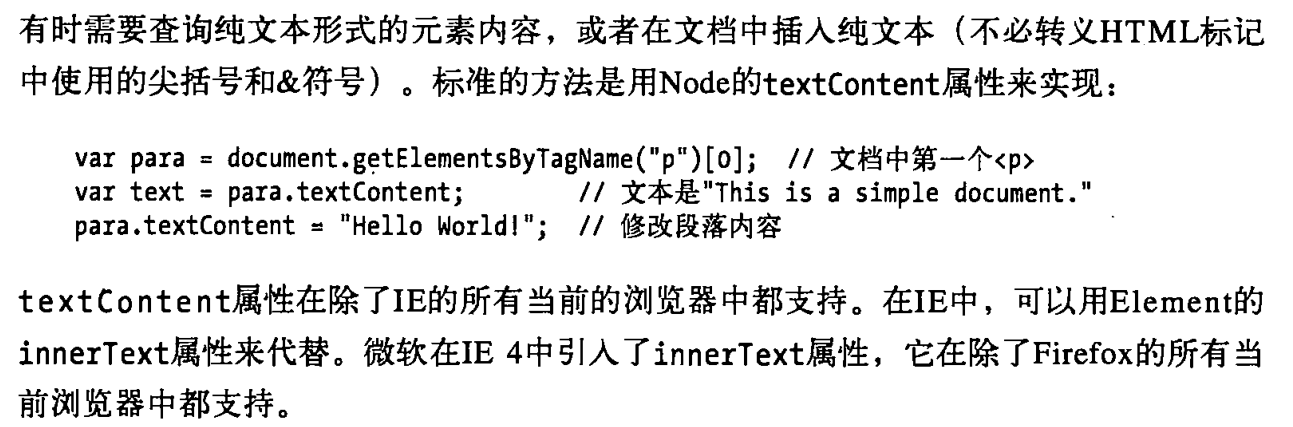 有时需要查询纯文本形式的元素内容，或者在文档中插入纯文本（不必转义HTML标记
中使用的尖括号和&符号）。标准的方法是用Node的textContent属性来实现：
var para = document.getElementsByTagName("p")[0]; // 文档中第一个<p>
var text = para.textContent; // 文本是"This is a simple document."
para.textContent = "Hello World!"; // 修改段落内容
textContent属性在除了IE的所有当前的浏览器中都支持。在IE中，可以用Element的
innerText属性来代替。微软在IE 4中引入了innerText属性，它在除了Firefox的所有当
前浏览器中都支持。